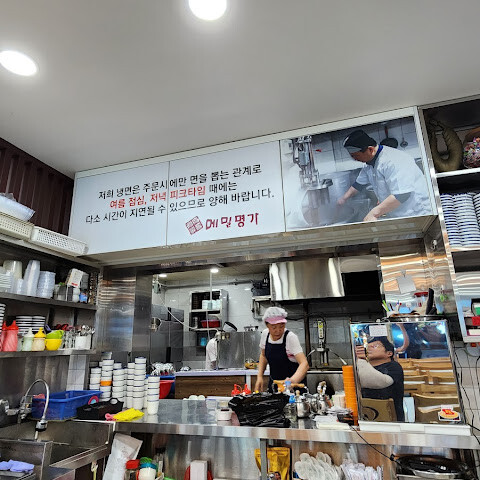 저희 냉면은 주문시에만 면을 뽑는 관계로
여름 점심, 저녁 피크타임 때에는
다소 시간이 지연될 수 있으므로 양해 바랍니다.
메밀명가